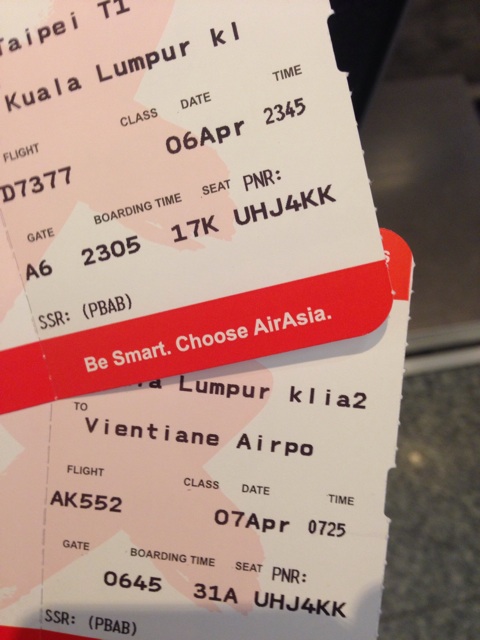 Taipei T1
Kuala Lumpur kl
CLASS DATE TIME
FLIGHT 06Apr 2345
D7377
BOARDING TIME SEAT PNR:
GATE 2305 17K UHJ4KK
A6
SSR: (PBAB)
Be Smart. Choose AirAsia.
Lumpur klia2
TO
Vientiane Airpo
FLIGHT CLASS DATE TIME
AK552 07Apr 0725
GATE BOARDING TIME SEAT PNR:
0645 31A UHJ4KK
SSR: (PBAB)